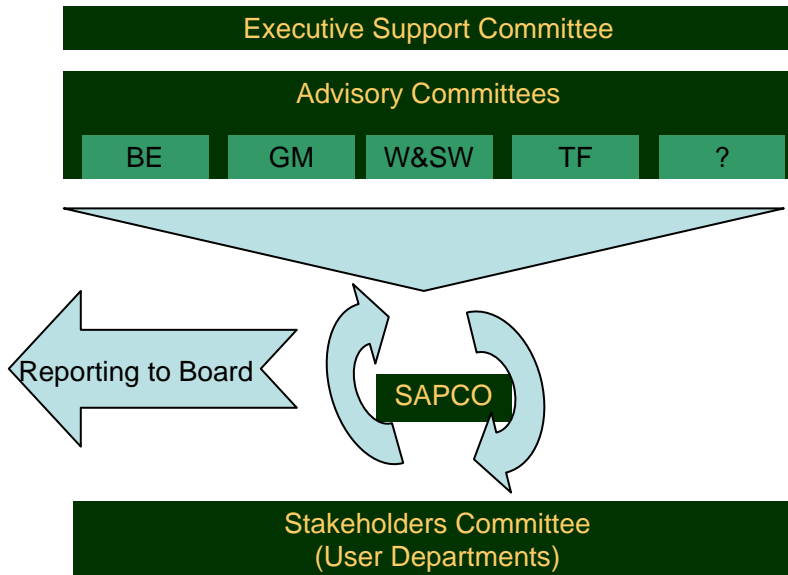 Executive Support Committee
Advisory Committees
BE GM W&SW TF ?
Reporting to Board
SAPCO
Stakeholders Committee
(User Departments)